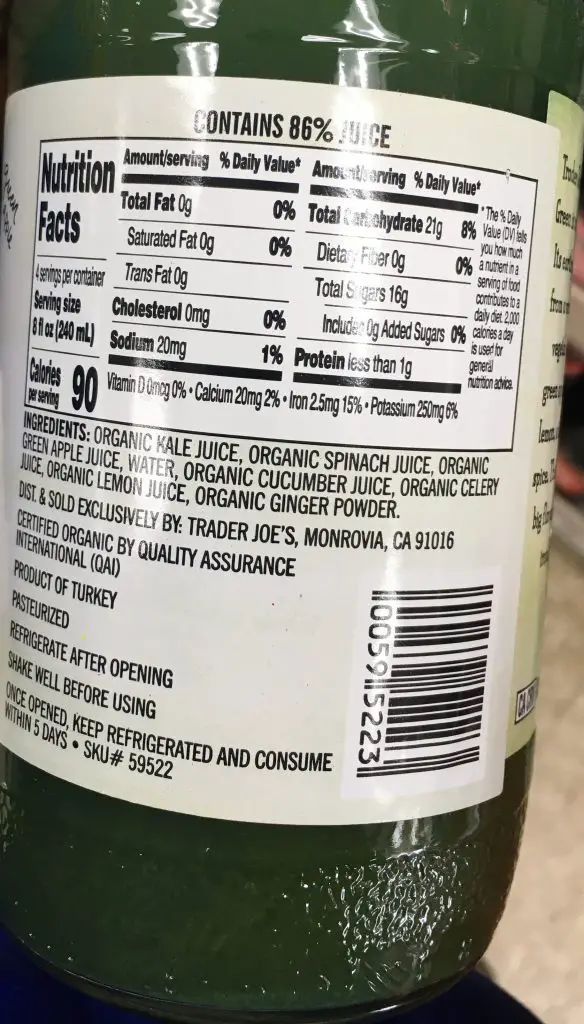 CONTAINS 86% JUICE
Nutrition
Facts
4 servings per container
Serving size
8 fl oz (240 mL)
Calories
per serving 90
Amount/serving % Daily Value*
Total Fat 0g 0%
Saturated Fat 0g 0%
Trans Fat 0g
Cholesterol 0mg 0%
Sodium 20mg 1%
Amount/serving % Daily Value*
Total Carbohydrate 21g 8%
Dietary Fiber 0g 0%
Total Sugars 16g
Includes 0g Added Sugars 0%
Protein less than 1g
*The % Daily
Value (DV) tells
you how much
a nutrient in a
serving of food
contributes to a
daily diet. 2,000
calories a day
is used for
general
nutrition advice.
Vitamin D 0mcg 0% • Calcium 20mg 2% • Iron 2.5mg 15% • Potassium 250mg 6%
INGREDIENTS: ORGANIC KALE JUICE, ORGANIC SPINACH JUICE, ORGANIC
GREEN APPLE JUICE, WATER, ORGANIC CUCUMBER JUICE, ORGANIC CELERY
JUICE, ORGANIC LEMON JUICE, ORGANIC GINGER POWDER.
DIST. & SOLD EXCLUSIVELY BY: TRADER JOE'S, MONROVIA, CA 91016
CERTIFIED ORGANIC BY QUALITY ASSURANCE
INTERNATIONAL (QAI)
PRODUCT OF TURKEY
PASTEURIZED
REFRIGERATE AFTER OPENING
SHAKE WELL BEFORE USING
ONCE OPENED, KEEP REFRIGERATED AND CONSUME
WITHIN 5 DAYS • SKU# 59522
00595223